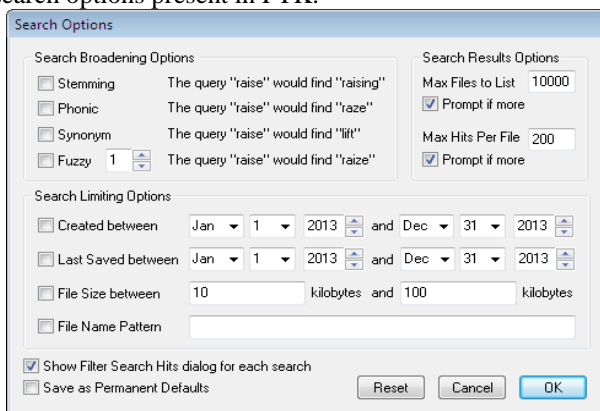 search options present in FTK.
Search Options
Search Broadening Options
Stemming The query "raise" would find "raising"
Phonic The query "raise" would find "raze"
Synonym The query "raise" would find "lift"
Fuzzy 1 The query "raise" would find "raize"
Search Results Options
Max Files to List 10000
Prompt if more
Max Hits Per File 200
Prompt if more
Search Limiting Options
Created between Jan 1 2013 and Dec 31 2013
Last Saved between Jan 1 2013 and Dec 31 2013
File Size between 10 kilobytes and 100 kilobytes
File Name Pattern
Show Filter Search Hits dialog for each search
Save as Permanent Defaults
Reset Cancel OK